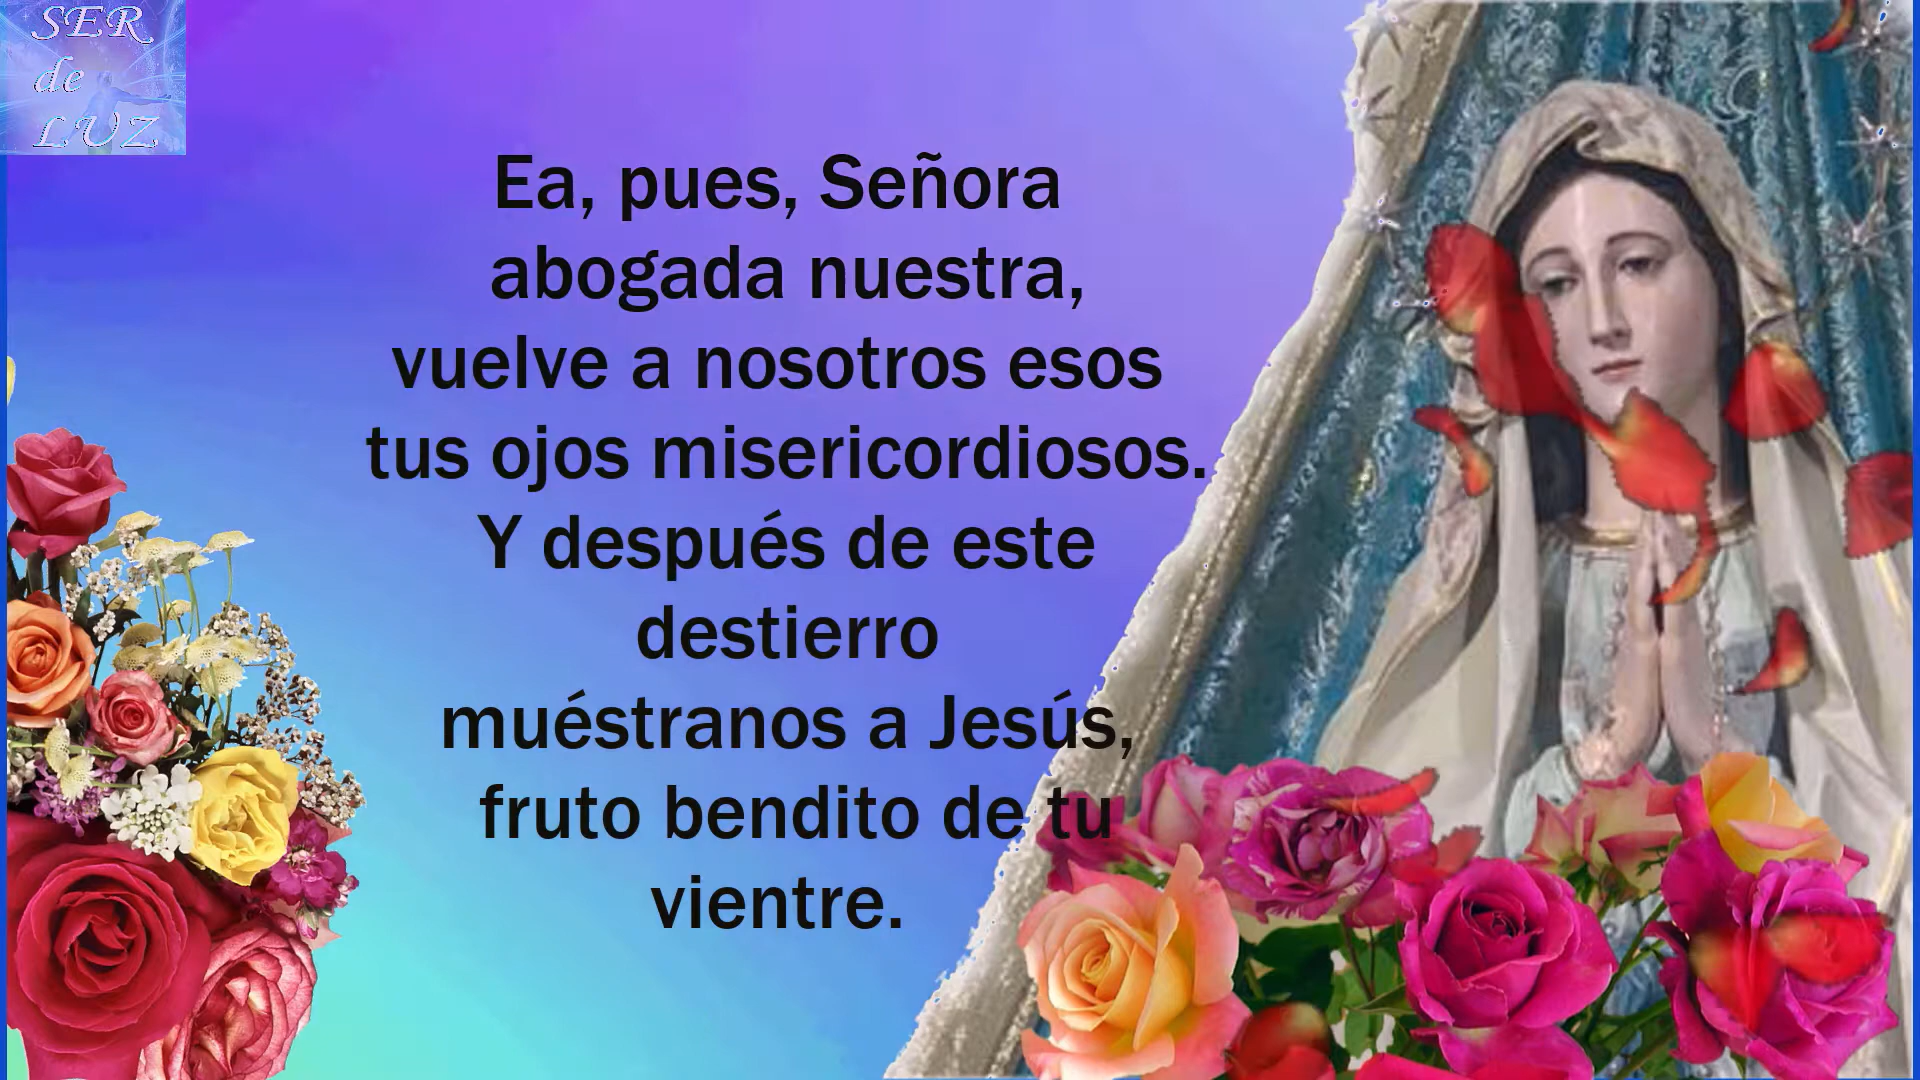 SER
de
LUZ
Ea, pues, Señora
abogada nuestra,
vuelve a nosotros esos
tus ojos misericordiosos.
Y después de este
destierro
muéstranos a Jesús,
fruto bendito de tu
vientre.